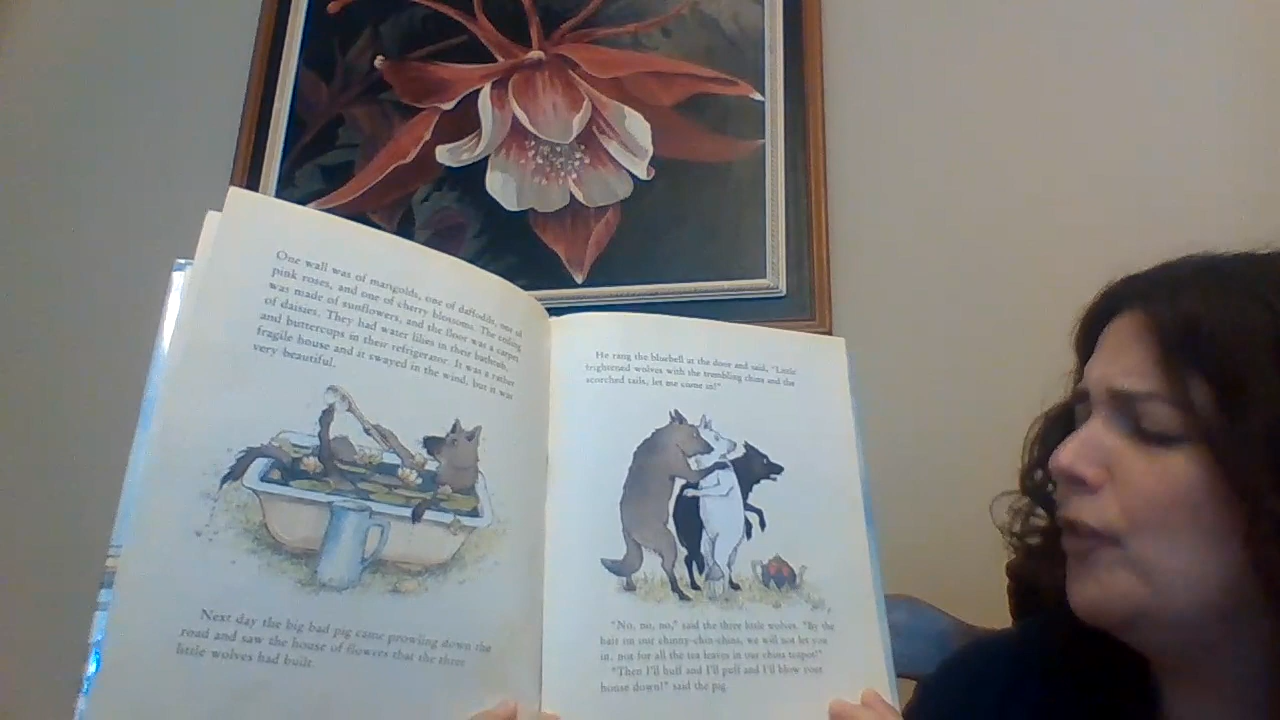 One wall was of marigolds, one of daffodils, one of
pink roses, and one of cherry blossoms. The ceiling
was made of sunflowers, and the floor was a carpet
of daisies. They had water lilies in their bathtub,
and buttercups in their refrigerator. It was a rather
fragile house and it swayed in the wind, but it was
very beautiful.
Next day the big bad pig came prowling down the
road and saw the house of flowers that the three
little wolves had built.
He rang the bluebell at the door and said, "Little
frightened wolves with the trembling chins and the
scorched tails, let me come in!"
"No, no, no," said the three little wolves. "By the
hair on our chinny-chin-chins, we will not let you
in, not for all the tea leaves in our china teapot!"
"Then I'll huff and I'll puff and I'll blow your
house down!" said the pig.